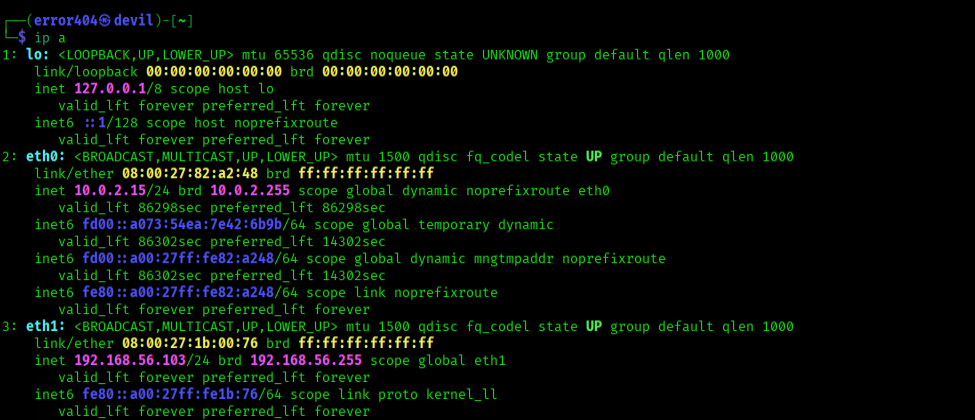 ┌──(error404㉿devil)-[~]
└─$ ip a
1: lo: <LOOPBACK,UP,LOWER_UP> mtu 65536 qdisc noqueue state UNKNOWN group default qlen 1000
    link/loopback 00:00:00:00:00:00 brd 00:00:00:00:00:00
    inet 127.0.0.1/8 scope host lo
       valid_lft forever preferred_lft forever
    inet6 ::1/128 scope host noprefixroute
       valid_lft forever preferred_lft forever
2: eth0: <BROADCAST,MULTICAST,UP,LOWER_UP> mtu 1500 qdisc fq_codel state UP group default qlen 1000
    link/ether 08:00:27:82:a2:48 brd ff:ff:ff:ff:ff:ff
    inet 10.0.2.15/24 brd 10.0.2.255 scope global dynamic noprefixroute eth0
       valid_lft 86298sec preferred_lft 86298sec
    inet6 fd00::a073:54ea:7e42:6b9b/64 scope global temporary dynamic
       valid_lft 86302sec preferred_lft 14302sec
    inet6 fd00::a00:27ff:fe82:a248/64 scope global dynamic mngtmpaddr noprefixroute
       valid_lft 86302sec preferred_lft 14302sec
    inet6 fe80::a00:27ff:fe82:a248/64 scope link noprefixroute
       valid_lft forever preferred_lft forever
3: eth1: <BROADCAST,MULTICAST,UP,LOWER_UP> mtu 1500 qdisc fq_codel state UP group default qlen 1000
    link/ether 08:00:27:1b:00:76 brd ff:ff:ff:ff:ff:ff
    inet 192.168.56.103/24 brd 192.168.56.255 scope global eth1
       valid_lft forever preferred_lft forever
    inet6 fe80::a00:27ff:fe1b:76/64 scope link proto kernel_ll
       valid_lft forever preferred_lft forever